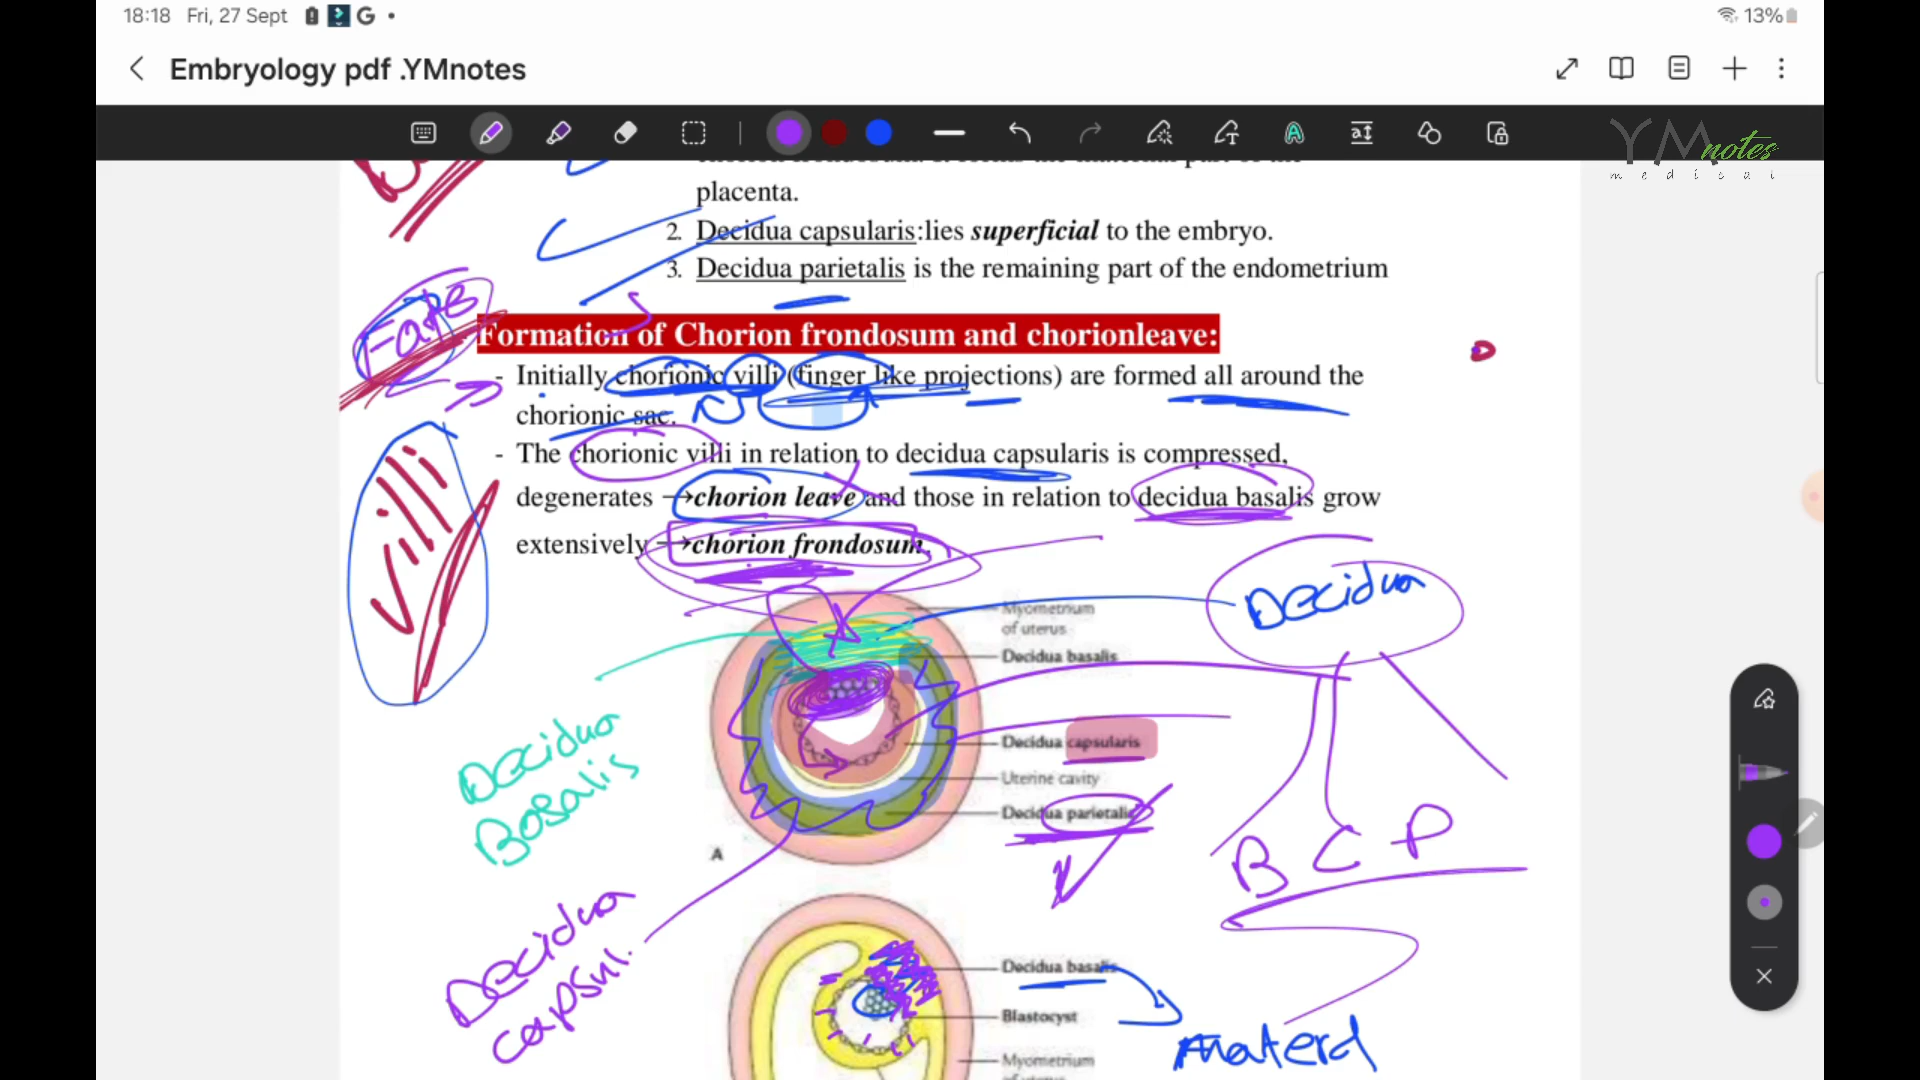 18:18 Fri, 27 Sept G 13%
Embryology pdf .YMnotes
YMnotes
medical
placenta.
2. Decidua capsularis:lies superficial to the embryo.
3. Decidua parietalis is the remaining part of the endometrium
Fate
Formation of Chorion frondosum and chorionleave:
- Initially chorionic villi (finger like projections) are formed all around the
chorionic sac.
- The chorionic villi in relation to decidua capsularis is compressed,
degenerates →chorion leave and those in relation to decidua basalis grow
extensively →chorion frondosum.
villi
Decidua
Myometrium
of uterus
Decidua basalis
Decidua capsularis
Uterine cavity
Decidua parietalis
A
Decidua
Basalis
B C P
Decidua
capsul.
Decidua basalis
Blastocyst
Myometrium